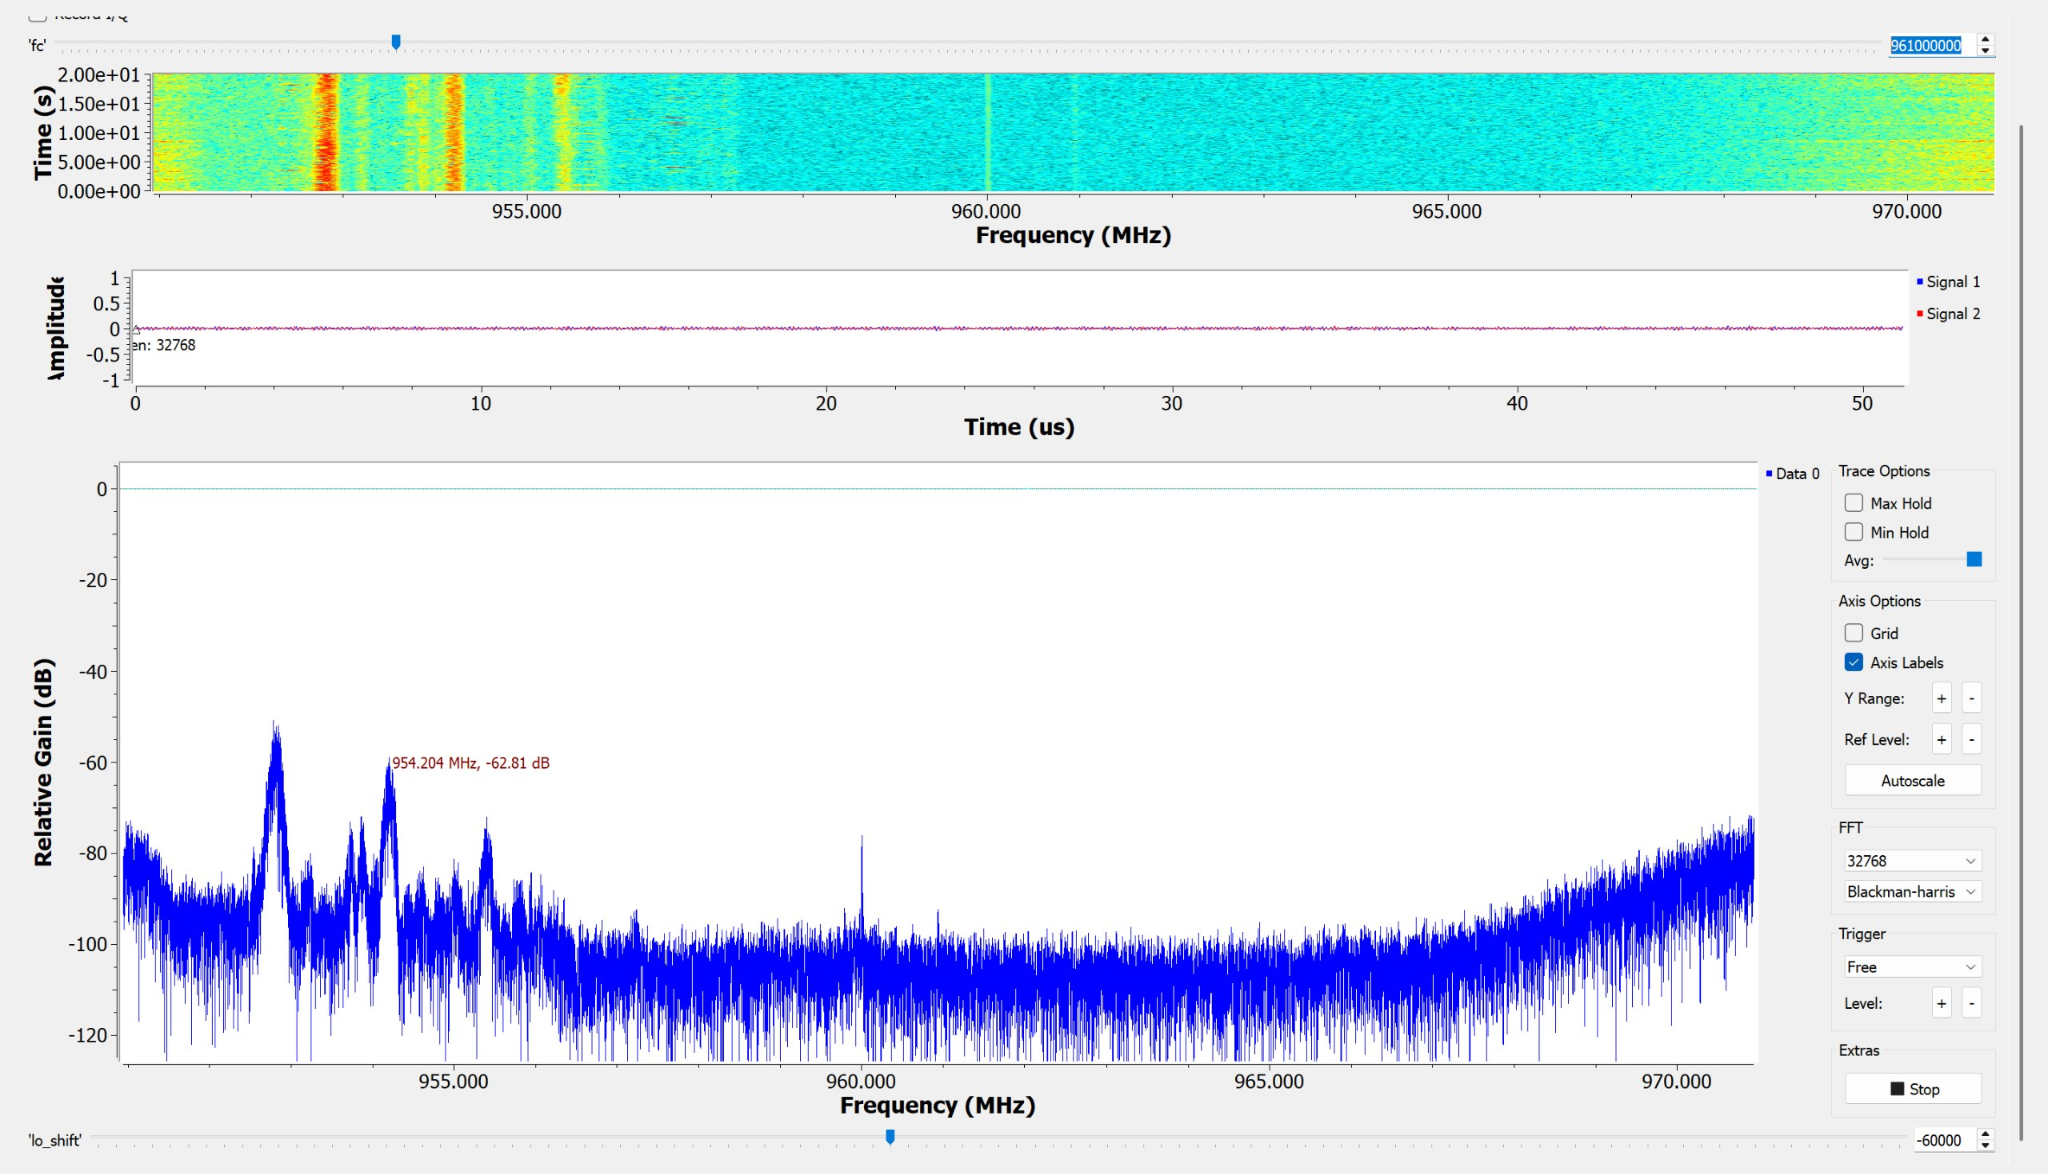 Record I/Q
'fc'
961000000
2.00e+01
1.50e+01
1.00e+01
5.00e+00
0.00e+00
Time (s)
955.000 960.000 965.000 970.000
Frequency (MHz)
1
0.5
0
-0.5
-1
Amplitude
en: 32768
Signal 1
Signal 2
0 10 20 30 40 50
Time (us)
0
-20
-40
-60
-80
-100
-120
Relative Gain (dB)
954.204 MHz, -62.81 dB
Data 0
955.000 960.000 965.000 970.000
Frequency (MHz)
Trace Options
Max Hold
Min Hold
Avg:
Axis Options
Grid
Axis Labels
Y Range: + -
Ref Level: + -
Autoscale
FFT
32768
Blackman-harris
Trigger
Free
Level: + -
Extras
Stop
'lo_shift'
-60000